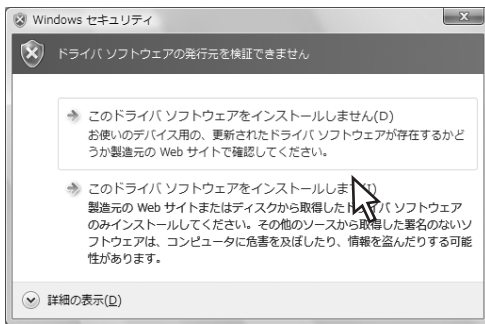 Windows セキュリティ
ドライバ ソフトウェアの発行元を検証できません
このドライバ ソフトウェアをインストールしません(D)
お使いのデバイス用の、更新されたドライバ ソフトウェアが存在するかど
うか製造元の Web サイトで確認してください。
このドライバ ソフトウェアをインストールします(I)
製造元の Web サイトまたはディスクから取得したドライバ ソフトウェア
のみインストールしてください。その他のソースから取得した署名のないソ
フトウェアは、コンピュータに危害を及ぼしたり、情報を盗んだりする可能
性があります。
詳細の表示(D)